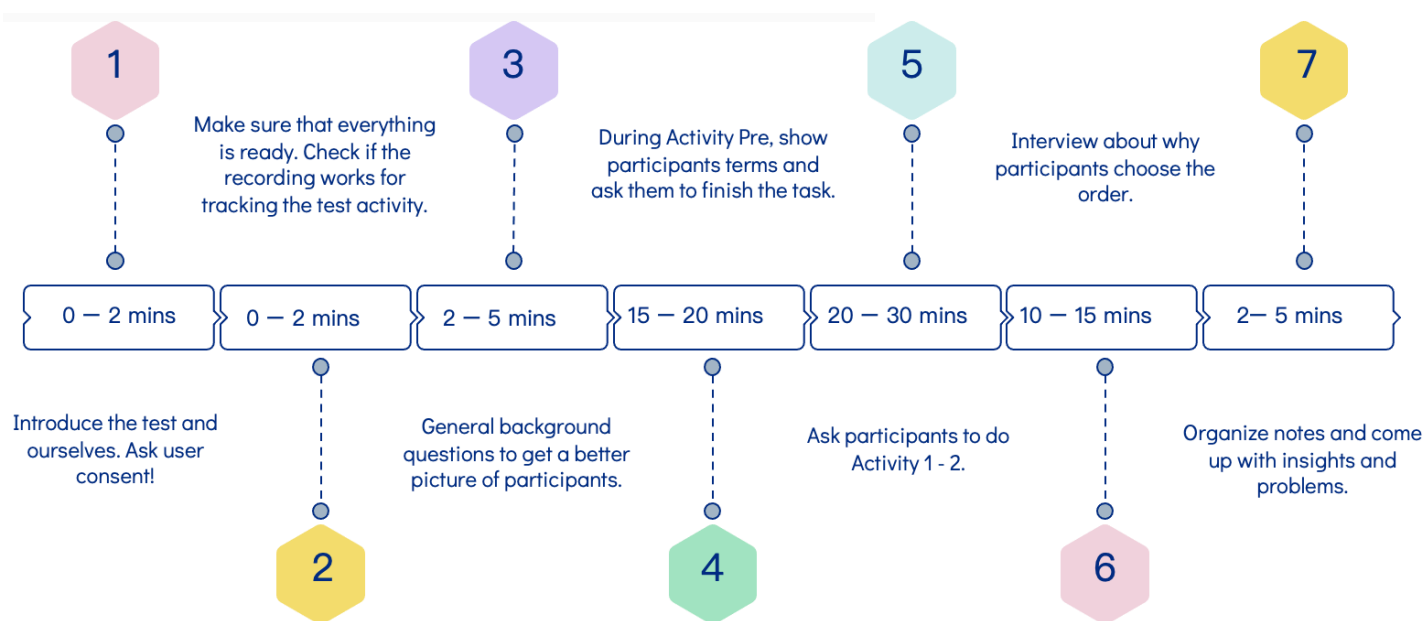 1
3
5
7
Make sure that everything
is ready. Check if the
recording works for
tracking the test activity.
During Activity Pre, show
participants terms and
ask them to finish the task.
Interview about why
participants choose the
order.
0 — 2 mins
0 — 2 mins
2 — 5 mins
15 — 20 mins
20 — 30 mins
10 — 15 mins
2— 5 mins
Introduce the test and
ourselves. Ask user
consent!
General background
questions to get a better
picture of participants.
Ask participants to do
Activity 1 - 2.
Organize notes and come
up with insights and
problems.
2
4
6